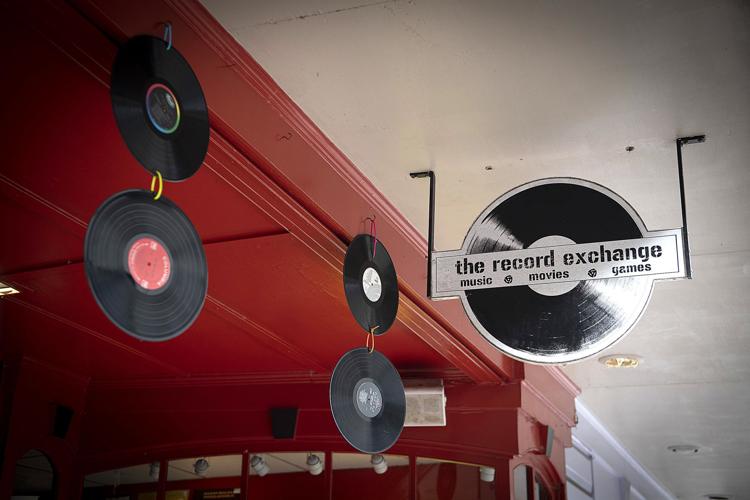 the record exchange
music movies games